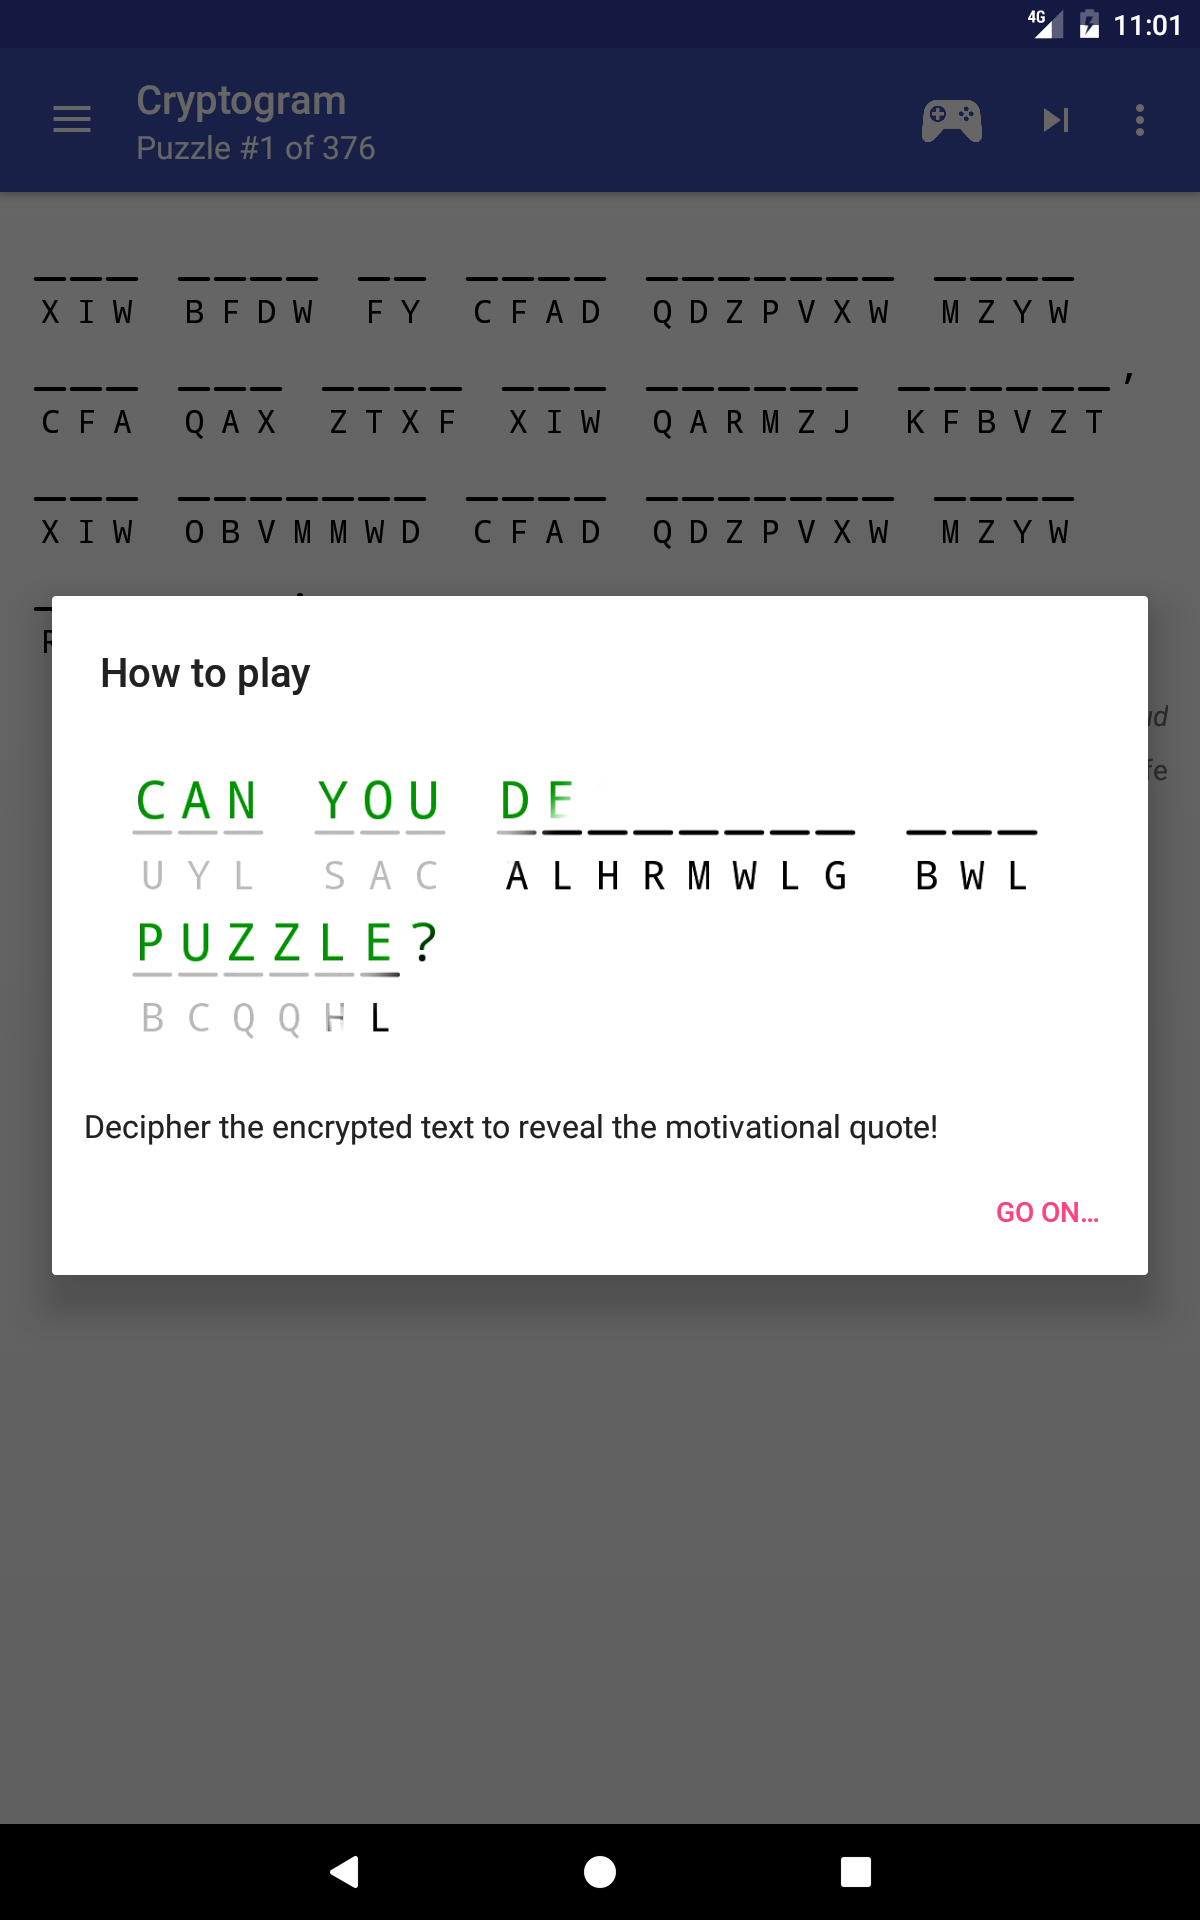 4G 11:01
Cryptogram
Puzzle #1 of 376
X I W B F D W F Y C F A D Q D Z P V X W M Z Y W
,
C F A Q A X Z T X F X I W Q A R M Z J K F B V Z T
X I W O B V M M W D C F A D Q D Z P V X W M Z Y W
How to play
C A N Y O U D E
U Y L S A C A L H R M W L G B W L
P U Z Z L E ?
B C Q Q H L
Decipher the encrypted text to reveal the motivational quote!
GO ON...